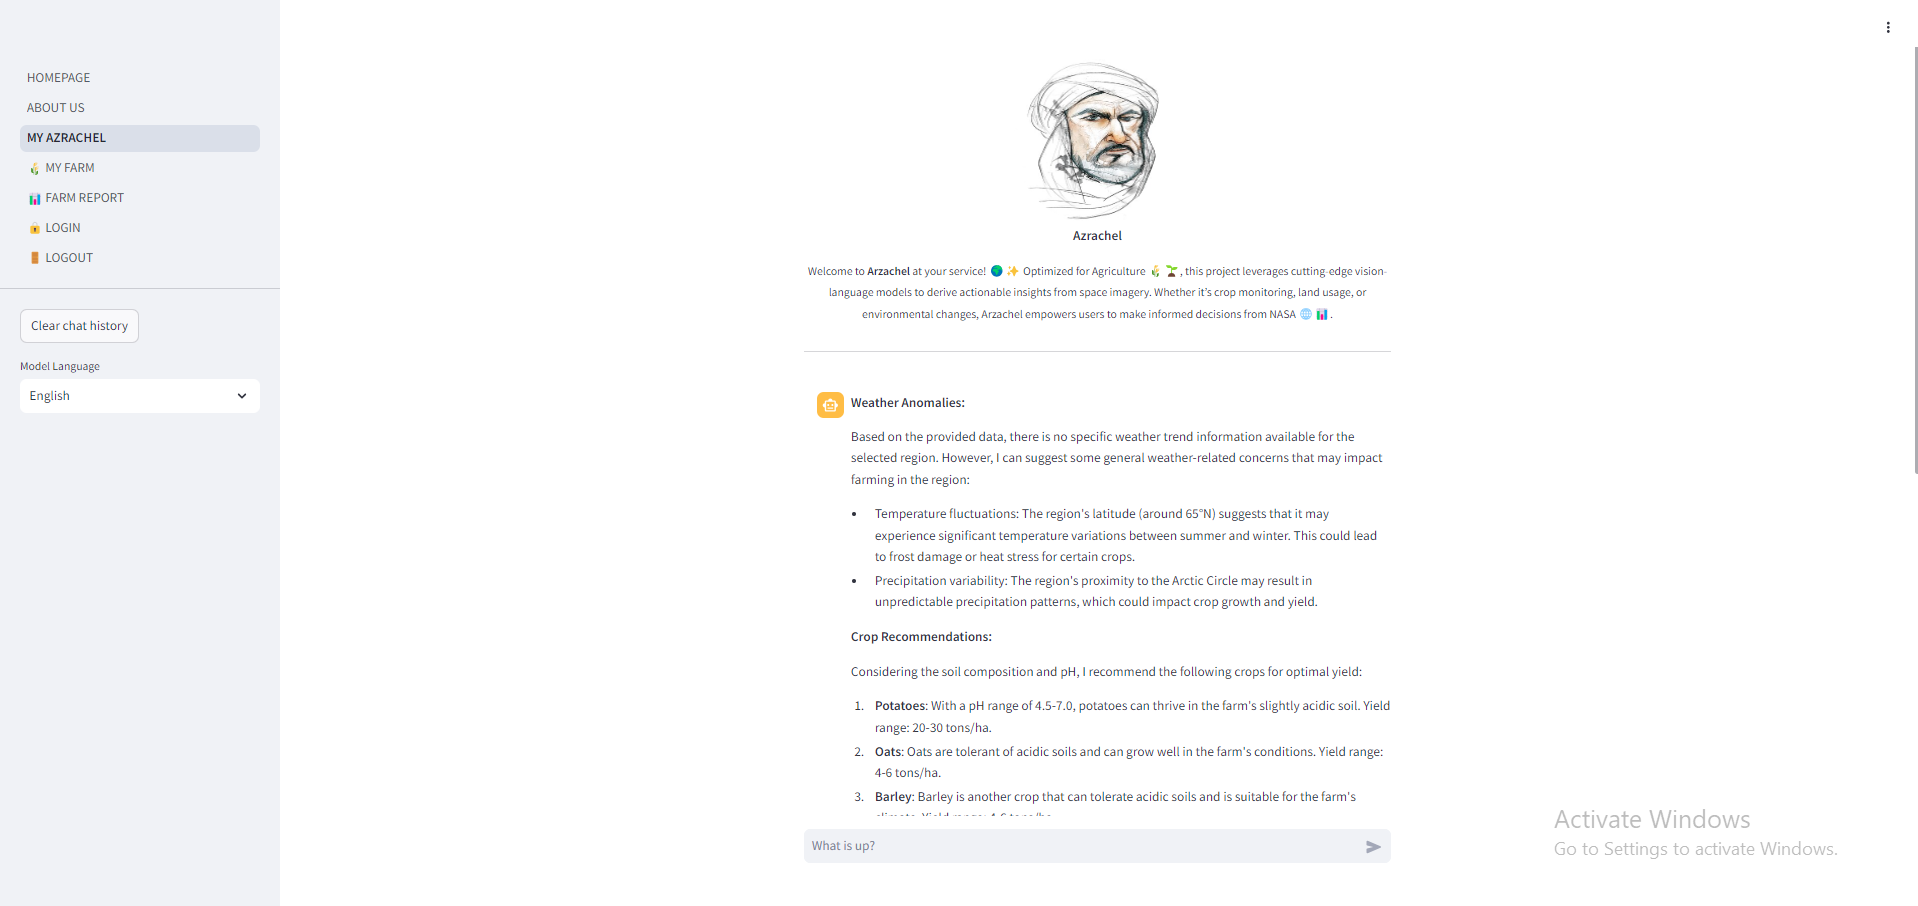 HOMEPAGE
ABOUT US
MY AZRACHEL
MY FARM
FARM REPORT
LOGIN
LOGOUT
Clear chat history
Model Language
English
Azrachel
Welcome to Arzachel at your service! 🌍 ✨ Optimized for Agriculture 🌾 🌱, this project leverages cutting-edge vision-
language models to derive actionable insights from space imagery. Whether it's crop monitoring, land usage, or
environmental changes, Arzachel empowers users to make informed decisions from NASA 🌐 📊.
Weather Anomalies:
Based on the provided data, there is no specific weather trend information available for the
selected region. However, I can suggest some general weather-related concerns that may impact
farming in the region:
• Temperature fluctuations: The region's latitude (around 65°N) suggests that it may
experience significant temperature variations between summer and winter. This could lead
to frost damage or heat stress for certain crops.
• Precipitation variability: The region's proximity to the Arctic Circle may result in
unpredictable precipitation patterns, which could impact crop growth and yield.
Crop Recommendations:
Considering the soil composition and pH, I recommend the following crops for optimal yield:
1. Potatoes: With a pH range of 4.5-7.0, potatoes can thrive in the farm's slightly acidic soil. Yield
range: 20-30 tons/ha.
2. Oats: Oats are tolerant of acidic soils and can grow well in the farm's conditions. Yield range:
4-6 tons/ha.
3. Barley: Barley is another crop that can tolerate acidic soils and is suitable for the farm's
What is up?
Activate Windows
Go to Settings to activate Windows.